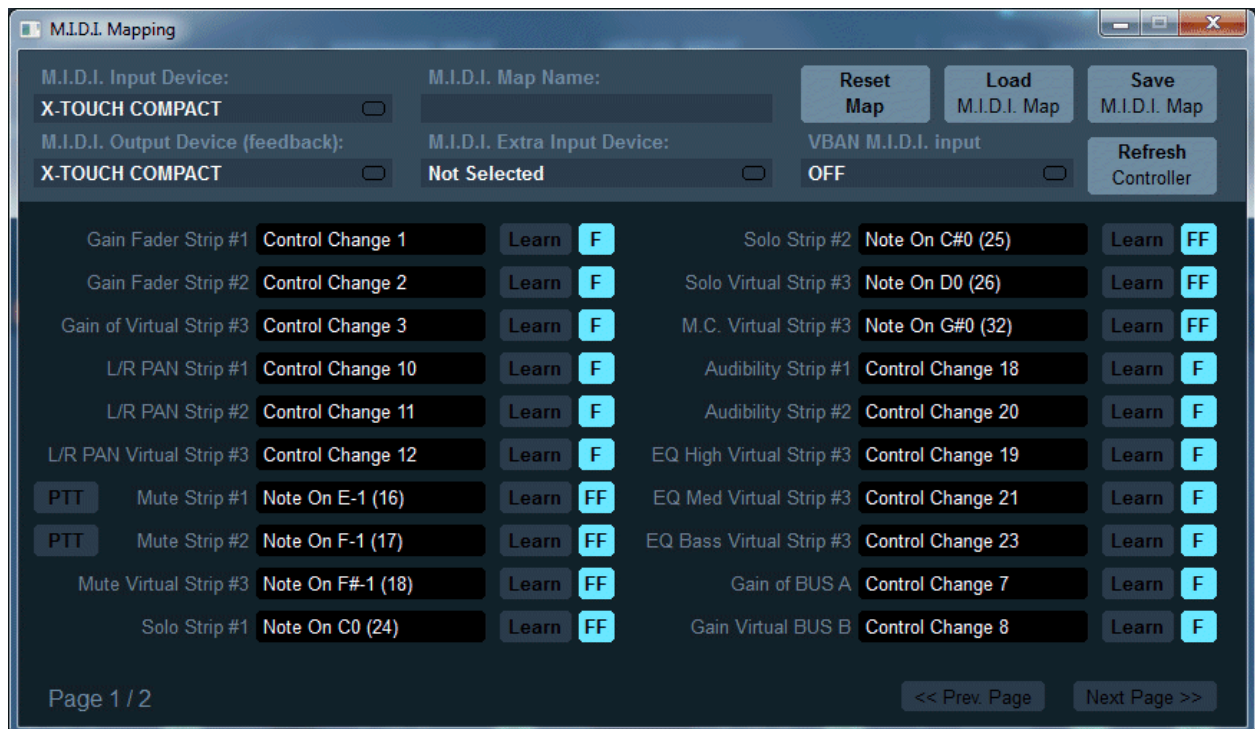 M.I.D.I. Mapping
M.I.D.I. Input Device:
X-TOUCH COMPACT
M.I.D.I. Map Name:
Reset
Map
Load
M.I.D.I. Map
Save
M.I.D.I. Map
M.I.D.I. Output Device (feedback):
X-TOUCH COMPACT
M.I.D.I. Extra Input Device:
Not Selected
VBAN M.I.D.I. input
OFF
Refresh
Controller
Gain Fader Strip #1 Control Change 1 Learn F
Gain Fader Strip #2 Control Change 2 Learn F
Gain of Virtual Strip #3 Control Change 3 Learn F
L/R PAN Strip #1 Control Change 10 Learn F
L/R PAN Strip #2 Control Change 11 Learn F
L/R PAN Virtual Strip #3 Control Change 12 Learn F
PTT Mute Strip #1 Note On E-1 (16) Learn FF
PTT Mute Strip #2 Note On F-1 (17) Learn FF
Mute Virtual Strip #3 Note On F#-1 (18) Learn FF
Solo Strip #1 Note On C0 (24) Learn FF
Solo Strip #2 Note On C#0 (25) Learn FF
Solo Virtual Strip #3 Note On D0 (26) Learn FF
M.C. Virtual Strip #3 Note On G#0 (32) Learn FF
Audibility Strip #1 Control Change 18 Learn F
Audibility Strip #2 Control Change 20 Learn F
EQ High Virtual Strip #3 Control Change 19 Learn F
EQ Med Virtual Strip #3 Control Change 21 Learn F
EQ Bass Virtual Strip #3 Control Change 23 Learn F
Gain of BUS A Control Change 7 Learn F
Gain Virtual BUS B Control Change 8 Learn F
Page 1 / 2
<< Prev. Page
Next Page >>